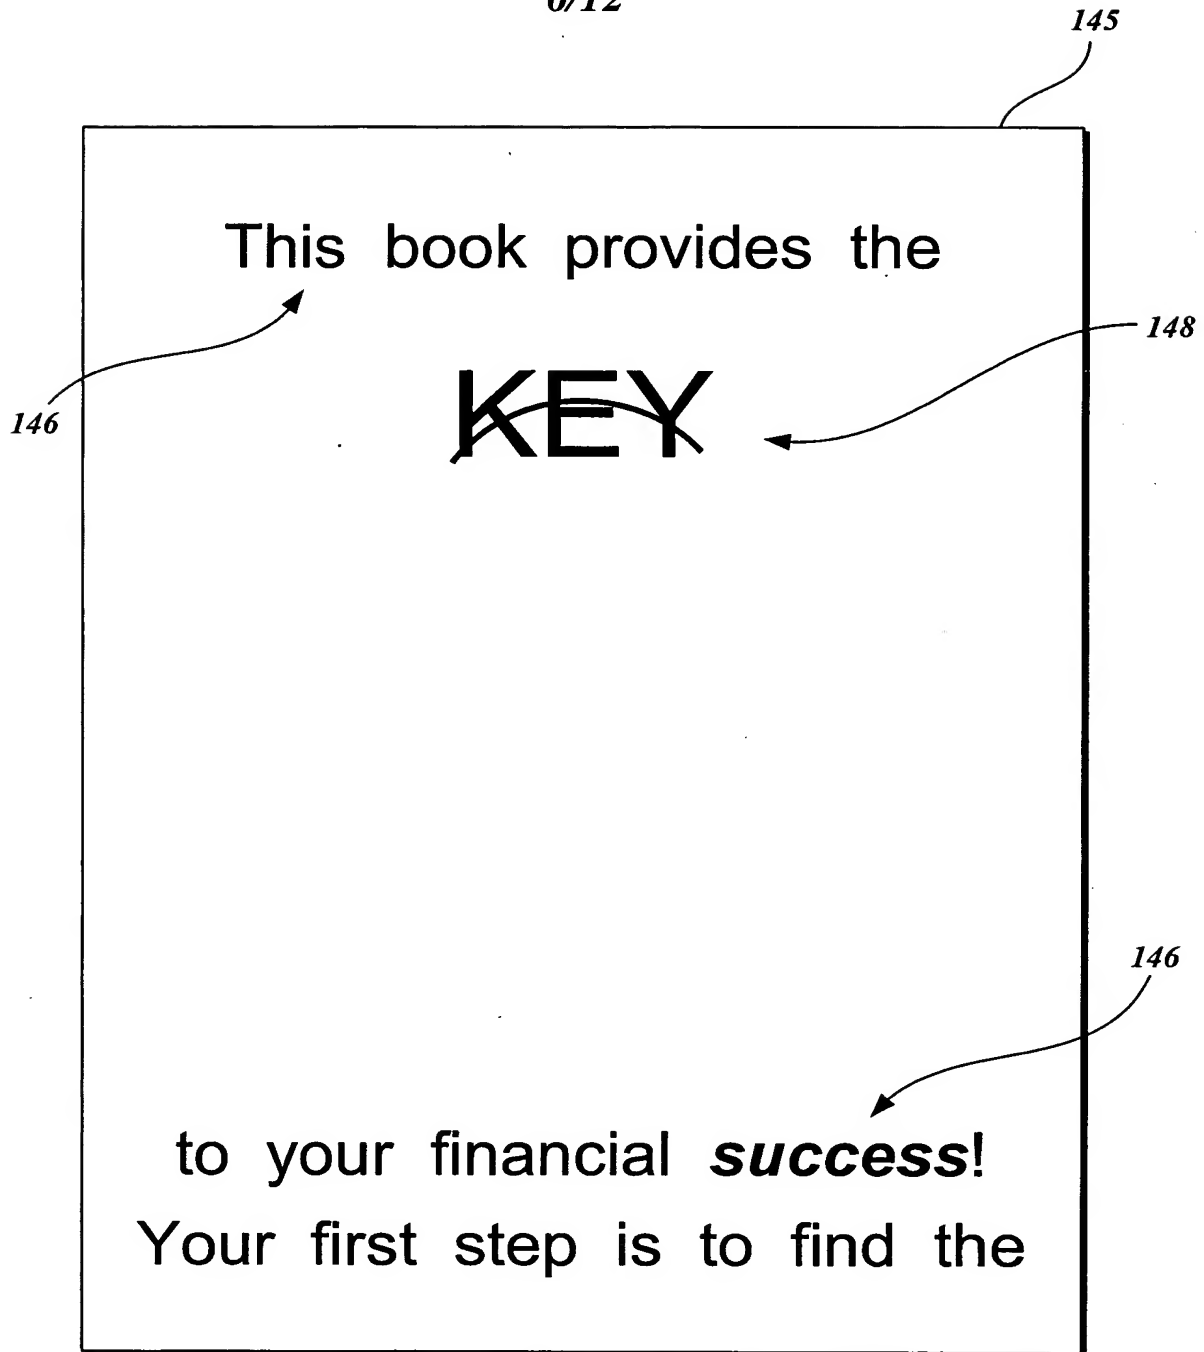 6/12
145
This book provides the
148
KEY
146
146
to your financial success!
Your first step is to find the